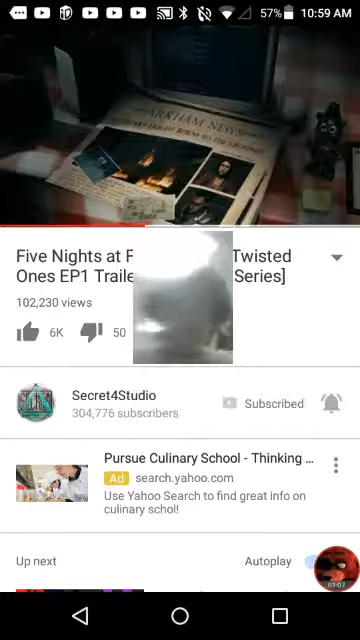 57% 10:59 AM
ARKHAM NEWS
Five Nights at F Twisted
Ones EP1 Traile Series]
102,230 views
6K 50
Secret4Studio
304,776 subscribers
Subscribed
Pursue Culinary School - Thinking ...
Ad search.yahoo.com
Use Yahoo Search to find great info on
culinary schol!
Up next Autoplay
01:07